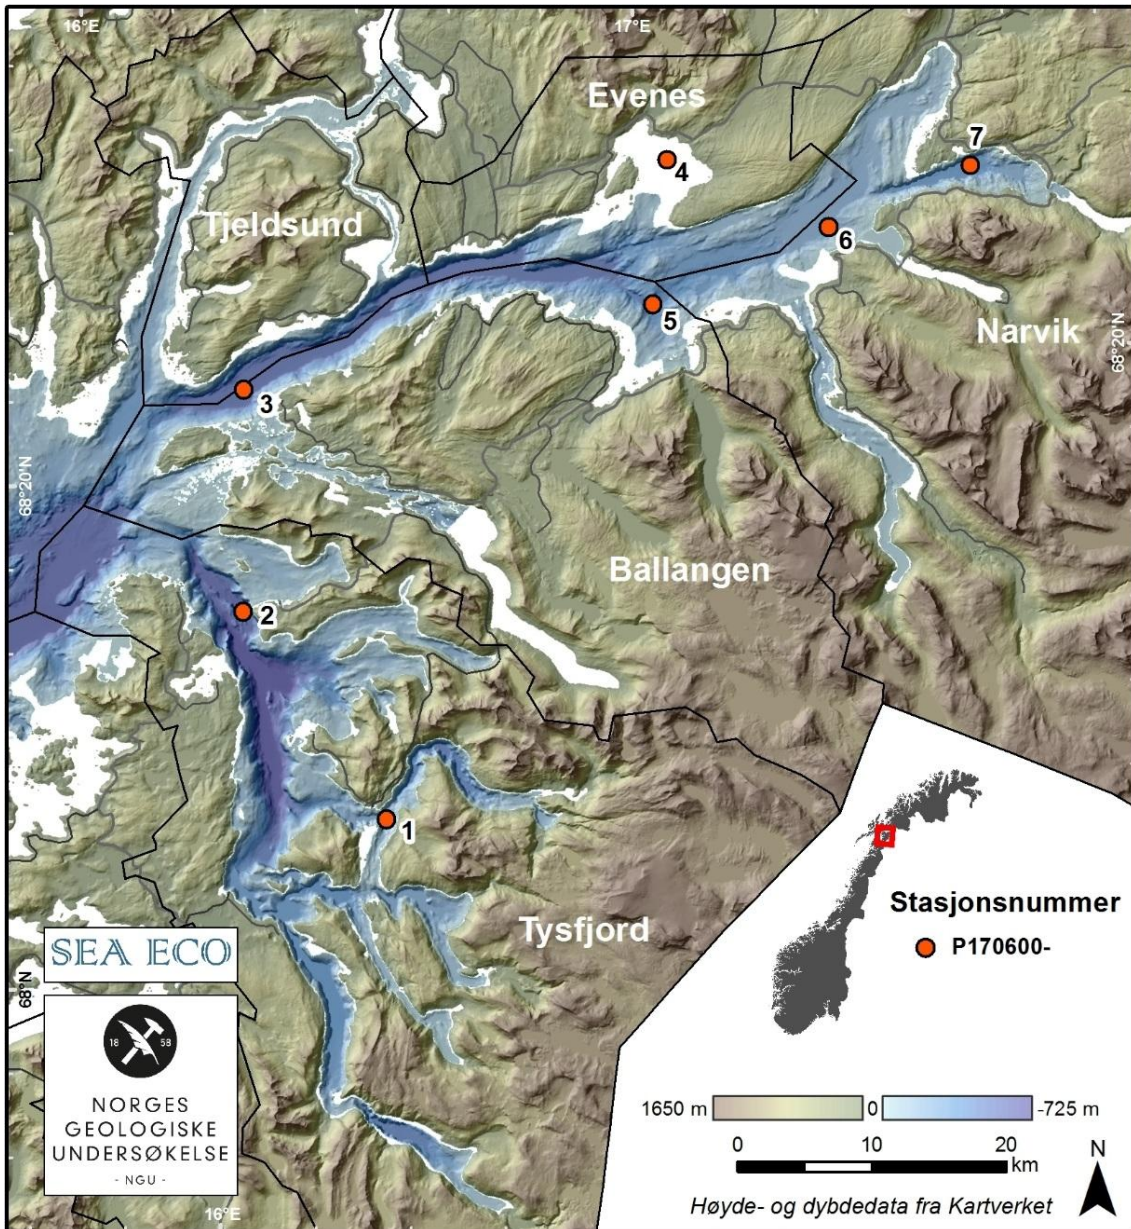 16°E
17°E
Evenes
7
4
Tjeldsund
6
5
Narvik
68°20'N
3
68°20'N
Ballangen
2
1
Tysfjord
Stasjonsnummer
P170600-
SEA ECO
68°N
18 58
NORGES
GEOLOGISKE
UNDERSØKELSE
- NGU -
1650 m 0 -725 m
0 10 20
km
N
Høyde- og dybdedata fra Kartverket
16°E